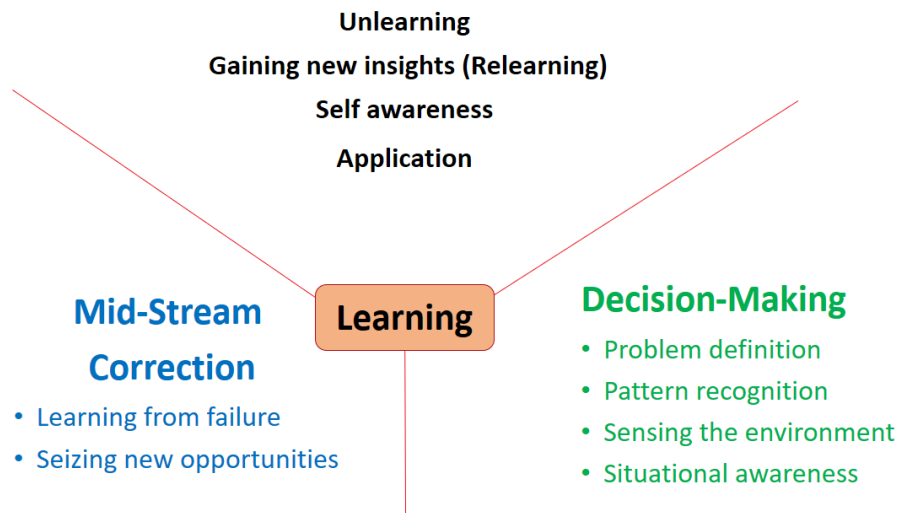 Unlearning
Gaining new insights (Relearning)
Self awareness
Application
Learning
Mid-Stream
Correction
• Learning from failure
• Seizing new opportunities
Decision-Making
• Problem definition
• Pattern recognition
• Sensing the environment
• Situational awareness